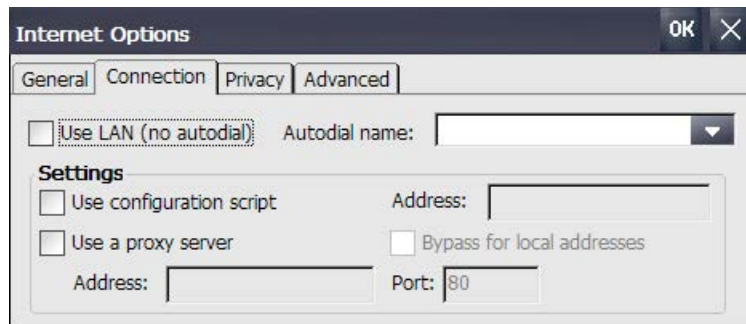 Internet Options OK
General Connection Privacy Advanced
Use LAN (no autodial) Autodial name:
Settings
Use configuration script Address:
Use a proxy server Bypass for local addresses
Address: Port: 80